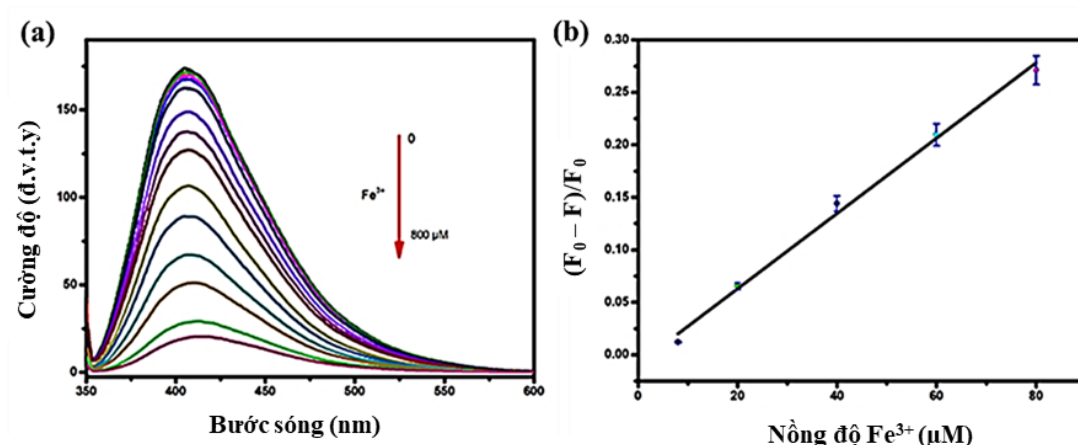 (a)
Cường độ (đ.v.t.y)
150
100
50
0
0
Fe³⁺
800 µM
350
400
450
500
550
600
Bước sóng (nm)
(b)
(F₀ – F)/F₀
0.30
0.25
0.20
0.15
0.10
0.05
0.00
0
20
40
60
80
Nồng độ Fe³⁺ (µM)